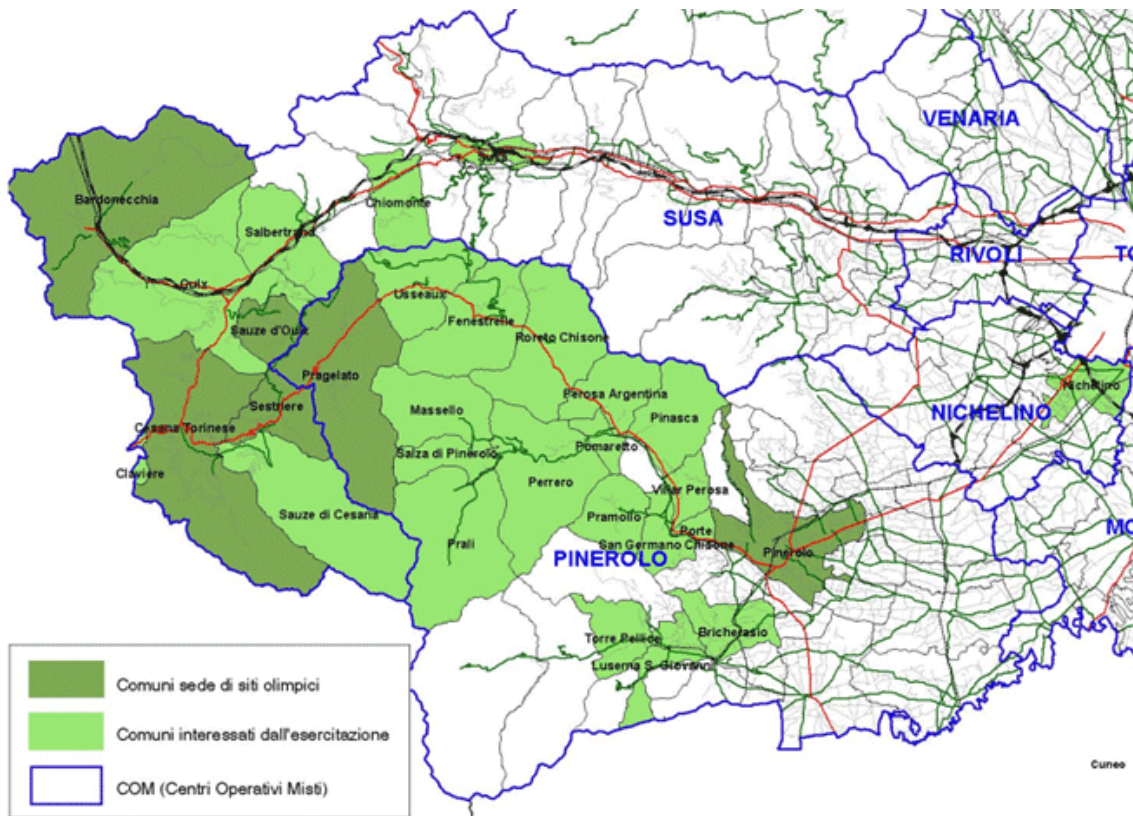 VENARIA
Susa
Bardonecchia
Chiomonte
SUSA
Salbertrand
RIVOLI
TO
Oulx
Usseaux
Fenestrelle
Sauze d'Oulx
Roreto Chisone
Pragelato
Nichelino
Perosa Argentina
Sestriere
Massello
NICHELINO
Pinasca
Cesana Torinese
Pomaretto
Salza di Pinerolo
Claviere
Perrero
Villar Perosa
Sauze di Cesana
Pramollo
Porte
MO
Prali
San Germano Chisone
Pinerolo
PINEROLO
Torre Pellice
Bricherasio
Luserna S. Giovanni
Comuni sede di siti olimpici
Comuni interessati dall'esercitazione
Cuneo
COM (Centri Operativi Misti)